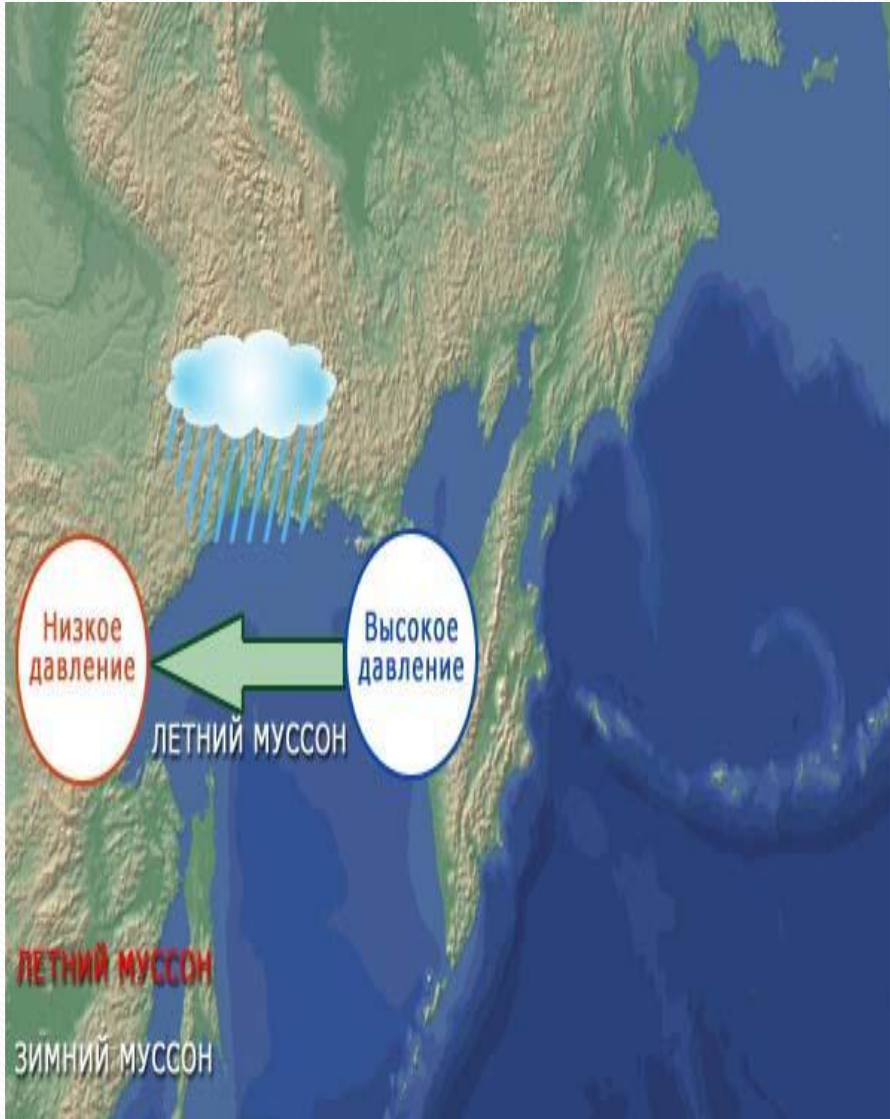 Низкое
давление
Высокое
давление
ЛЕТНИЙ МУССОН
ЛЕТНИЙ МУССОН
ЗИМНИЙ МУССОН